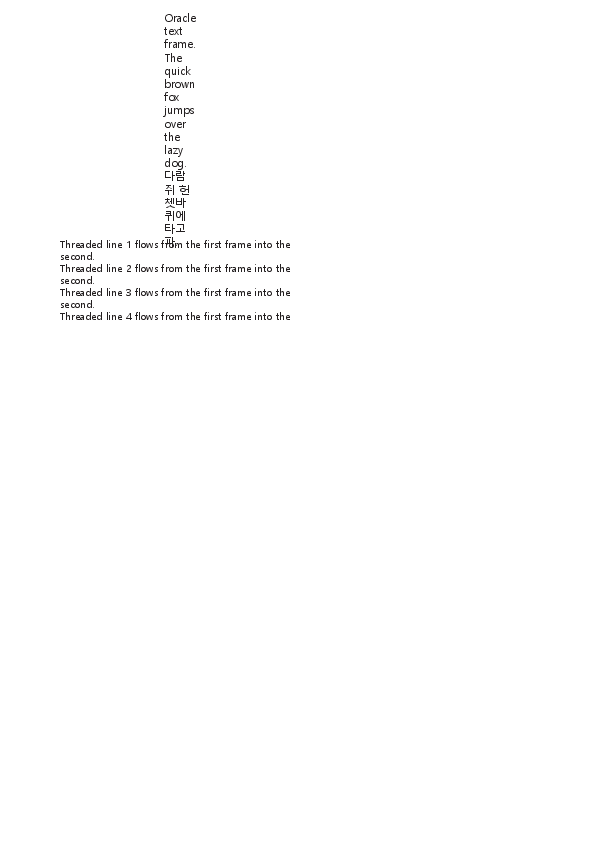 Oracle
text
frame.
The
quick
brown
fox
jumps
over
the
lazy
dog.
다람
쥐 헌
쳇바
퀴에
타고
파
Threaded line 1 flows from the first frame into the
second.
Threaded line 2 flows from the first frame into the
second.
Threaded line 3 flows from the first frame into the
second.
Threaded line 4 flows from the first frame into the